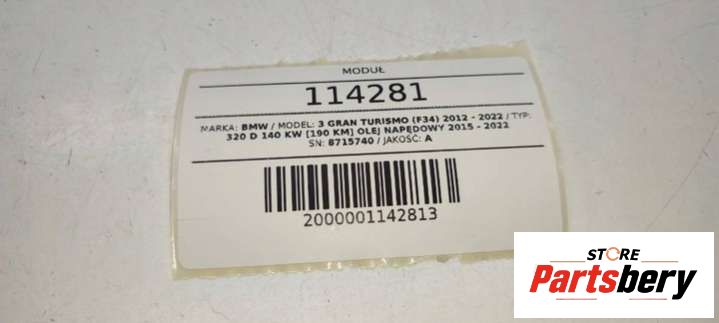 MODUŁ
114281
MARKA: BMW / MODEL: 3 GRAN TURISMO (F34) 2012 - 2022 / TYP:
320 D 140 KW [190 KM] OLEJ NAPĘDOWY 2015 - 2022
SN: 8715740 / JAKOŚĆ: A
2000001142813
STORE
Partsbery